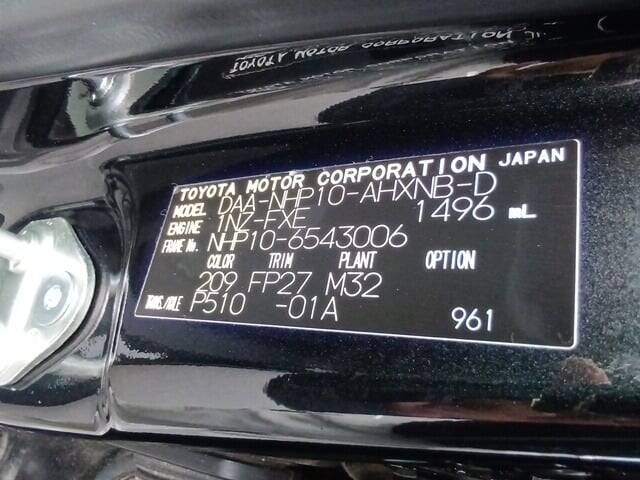 TOYOTA MOTOR CORPORATION JAPAN
MODEL DAA-NHP10-AHXNB-D
ENGINE 1NZ-FXE 1496 mL
FRAME No. NHP10-6543006
COLOR TRIM PLANT OPTION
209 FP27 M32
TRANS/AXLE P510 -01A 961